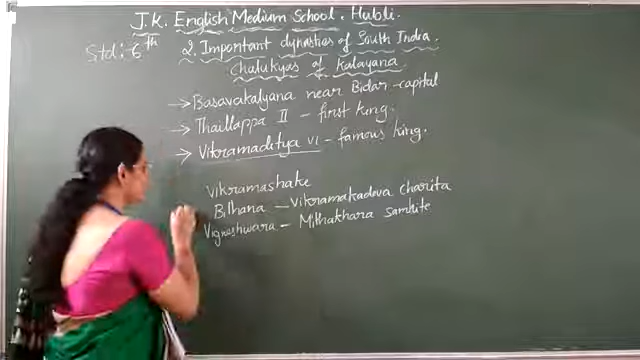 J.K. English Medium School. Hubli.
Std:- 6th
2. Important dynasties of South India.
Chalukyas of Kalayana
→ Basavakalyana near Bidar - capital
→ Thaillappa II - first king.
→ Vikramaditya VI - famous king.
Vikramashake
Bilhana - Vikramakadeva charita
Vigneshwara - Mithakhara samhite